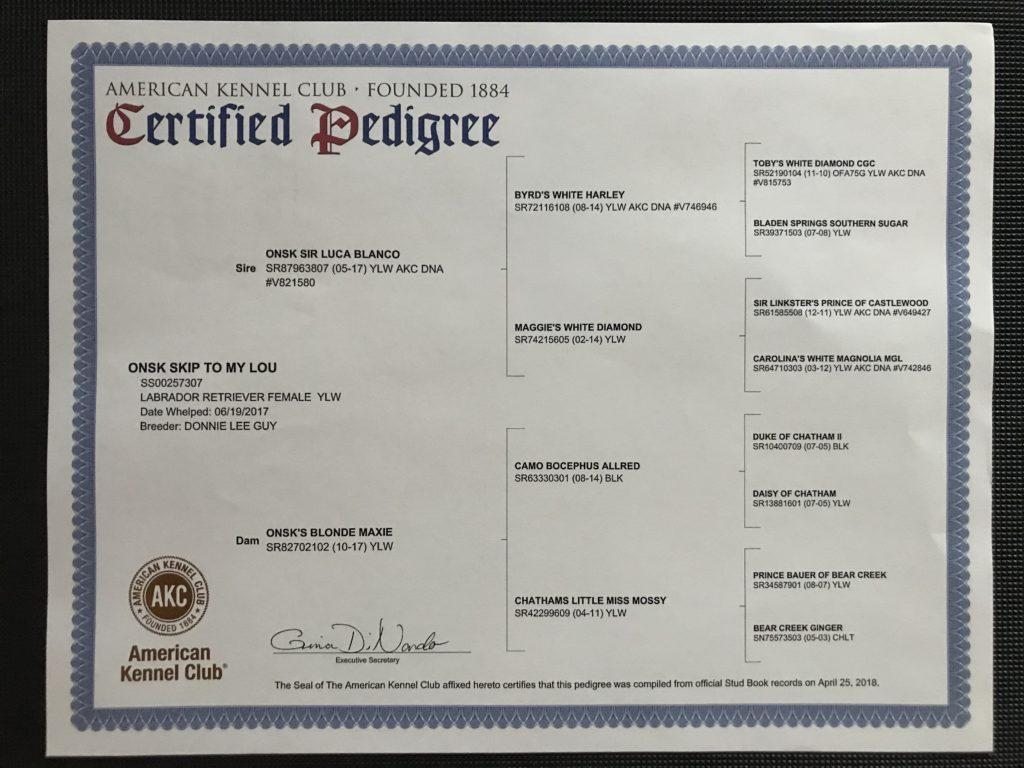 AMERICAN KENNEL CLUB · FOUNDED 1884
Certified Pedigree
ONSK SKIP TO MY LOU
SS00257307
LABRADOR RETRIEVER FEMALE YLW
Date Whelped: 06/19/2017
Breeder: DONNIE LEE GUY
Sire
ONSK SIR LUCA BLANCO
SR87963807 (05-17) YLW AKC DNA
#V821580
Dam
ONSK'S BLONDE MAXIE
SR82702102 (10-17) YLW
BYRD'S WHITE HARLEY
SR72116108 (08-14) YLW AKC DNA #V746946
MAGGIE'S WHITE DIAMOND
SR74215605 (02-14) YLW
CAMO BOCEPHUS ALLRED
SR63330301 (08-14) BLK
CHATHAMS LITTLE MISS MOSSY
SR42299609 (04-11) YLW
TOBY'S WHITE DIAMOND CGC
SR52190104 (11-10) OFA75G YLW AKC DNA
#V815753
BLADEN SPRINGS SOUTHERN SUGAR
SR39371503 (07-08) YLW
SIR LINKSTER'S PRINCE OF CASTLEWOOD
SR61585508 (12-11) YLW AKC DNA #V649427
CAROLINA'S WHITE MAGNOLIA MGL
SR64710303 (03-12) YLW AKC DNA #V742846
DUKE OF CHATHAM II
SR10400709 (07-05) BLK
DAISY OF CHATHAM
SR13881601 (07-05) YLW
PRINCE BAUER OF BEAR CREEK
SR34587901 (08-07) YLW
BEAR CREEK GINGER
SN75573503 (05-03) CHLT
AMERICAN KENNEL CLUB
AKC
FOUNDED 1884
American
Kennel Club®
Gina DiNardo
Executive Secretary
The Seal of The American Kennel Club affixed hereto certifies that this pedigree was compiled from official Stud Book records on April 25, 2018.